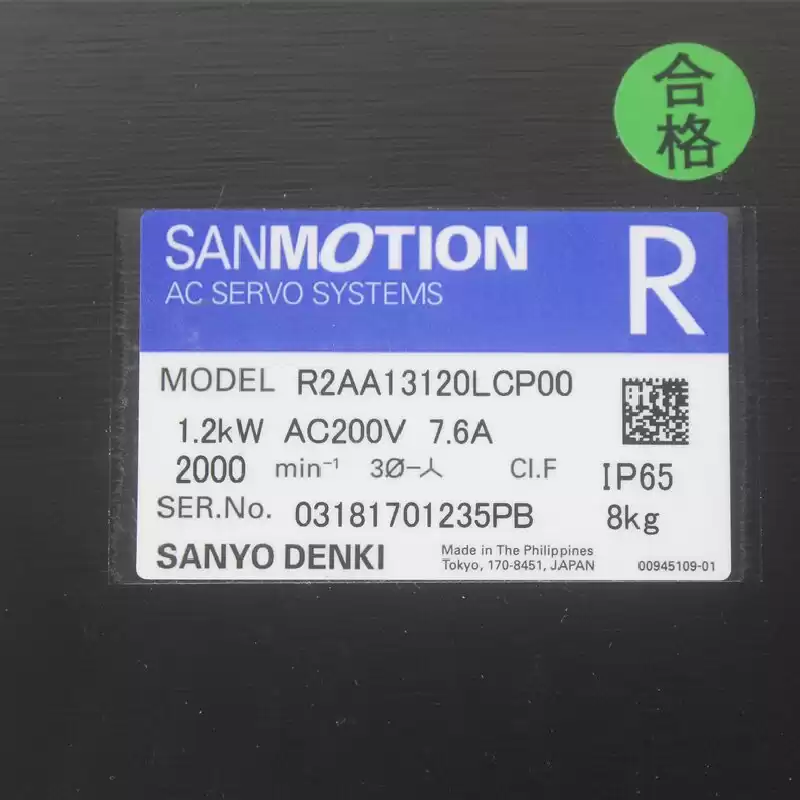 合
格
SANMOTION
AC SERVO SYSTEMS
R
MODEL R2AA13120LCP00
1.2kW AC200V 7.6A
2000 min⁻¹ 3Ø-人 CI.F IP65
SER.No. 03181701235PB 8kg
SANYO DENKI
Made in The Philippines
Tokyo, 170-8451, JAPAN
00945109-01